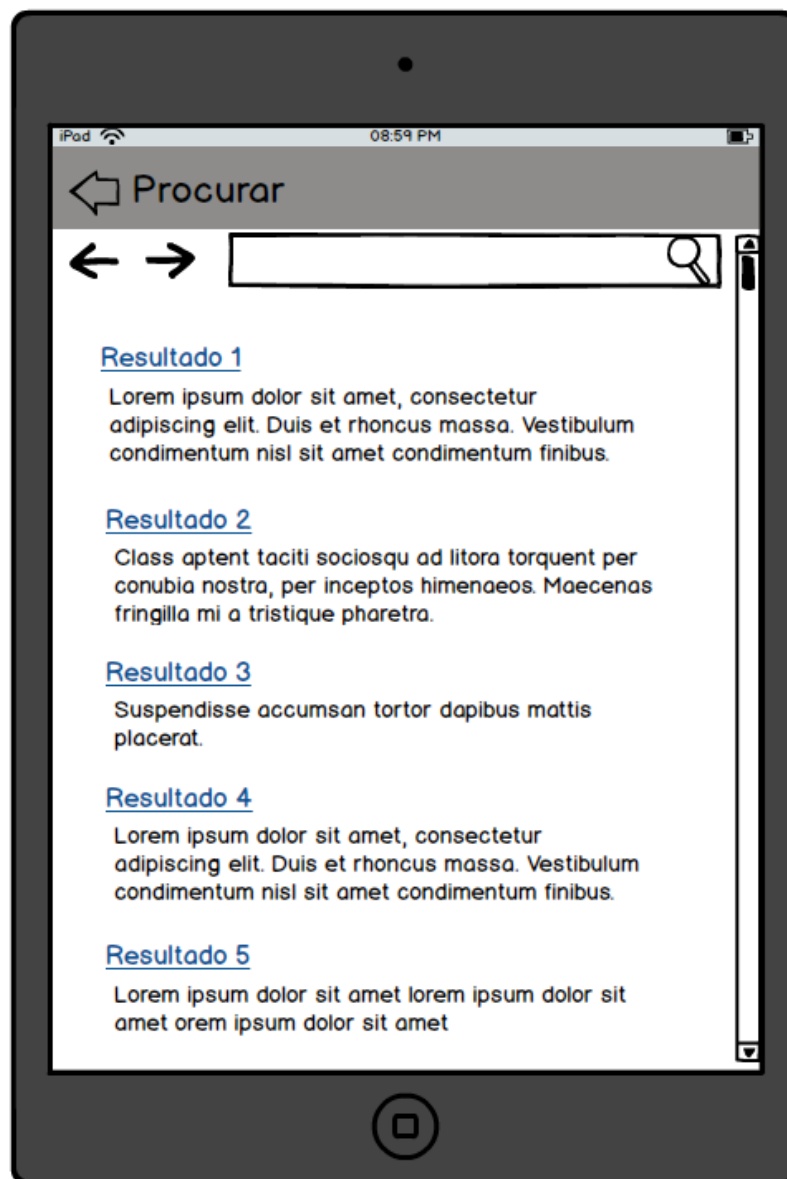 iPad
08:59 PM
Procurar
Resultado 1
Lorem ipsum dolor sit amet, consectetur
adipiscing elit. Duis et rhoncus massa. Vestibulum
condimentum nisl sit amet condimentum finibus.
Resultado 2
Class aptent taciti sociosqu ad litora torquent per
conubia nostra, per inceptos himenaeos. Maecenas
fringilla mi a tristique pharetra.
Resultado 3
Suspendisse accumsan tortor dapibus mattis
placerat.
Resultado 4
Lorem ipsum dolor sit amet, consectetur
adipiscing elit. Duis et rhoncus massa. Vestibulum
condimentum nisl sit amet condimentum finibus.
Resultado 5
Lorem ipsum dolor sit amet lorem ipsum dolor sit
amet orem ipsum dolor sit amet